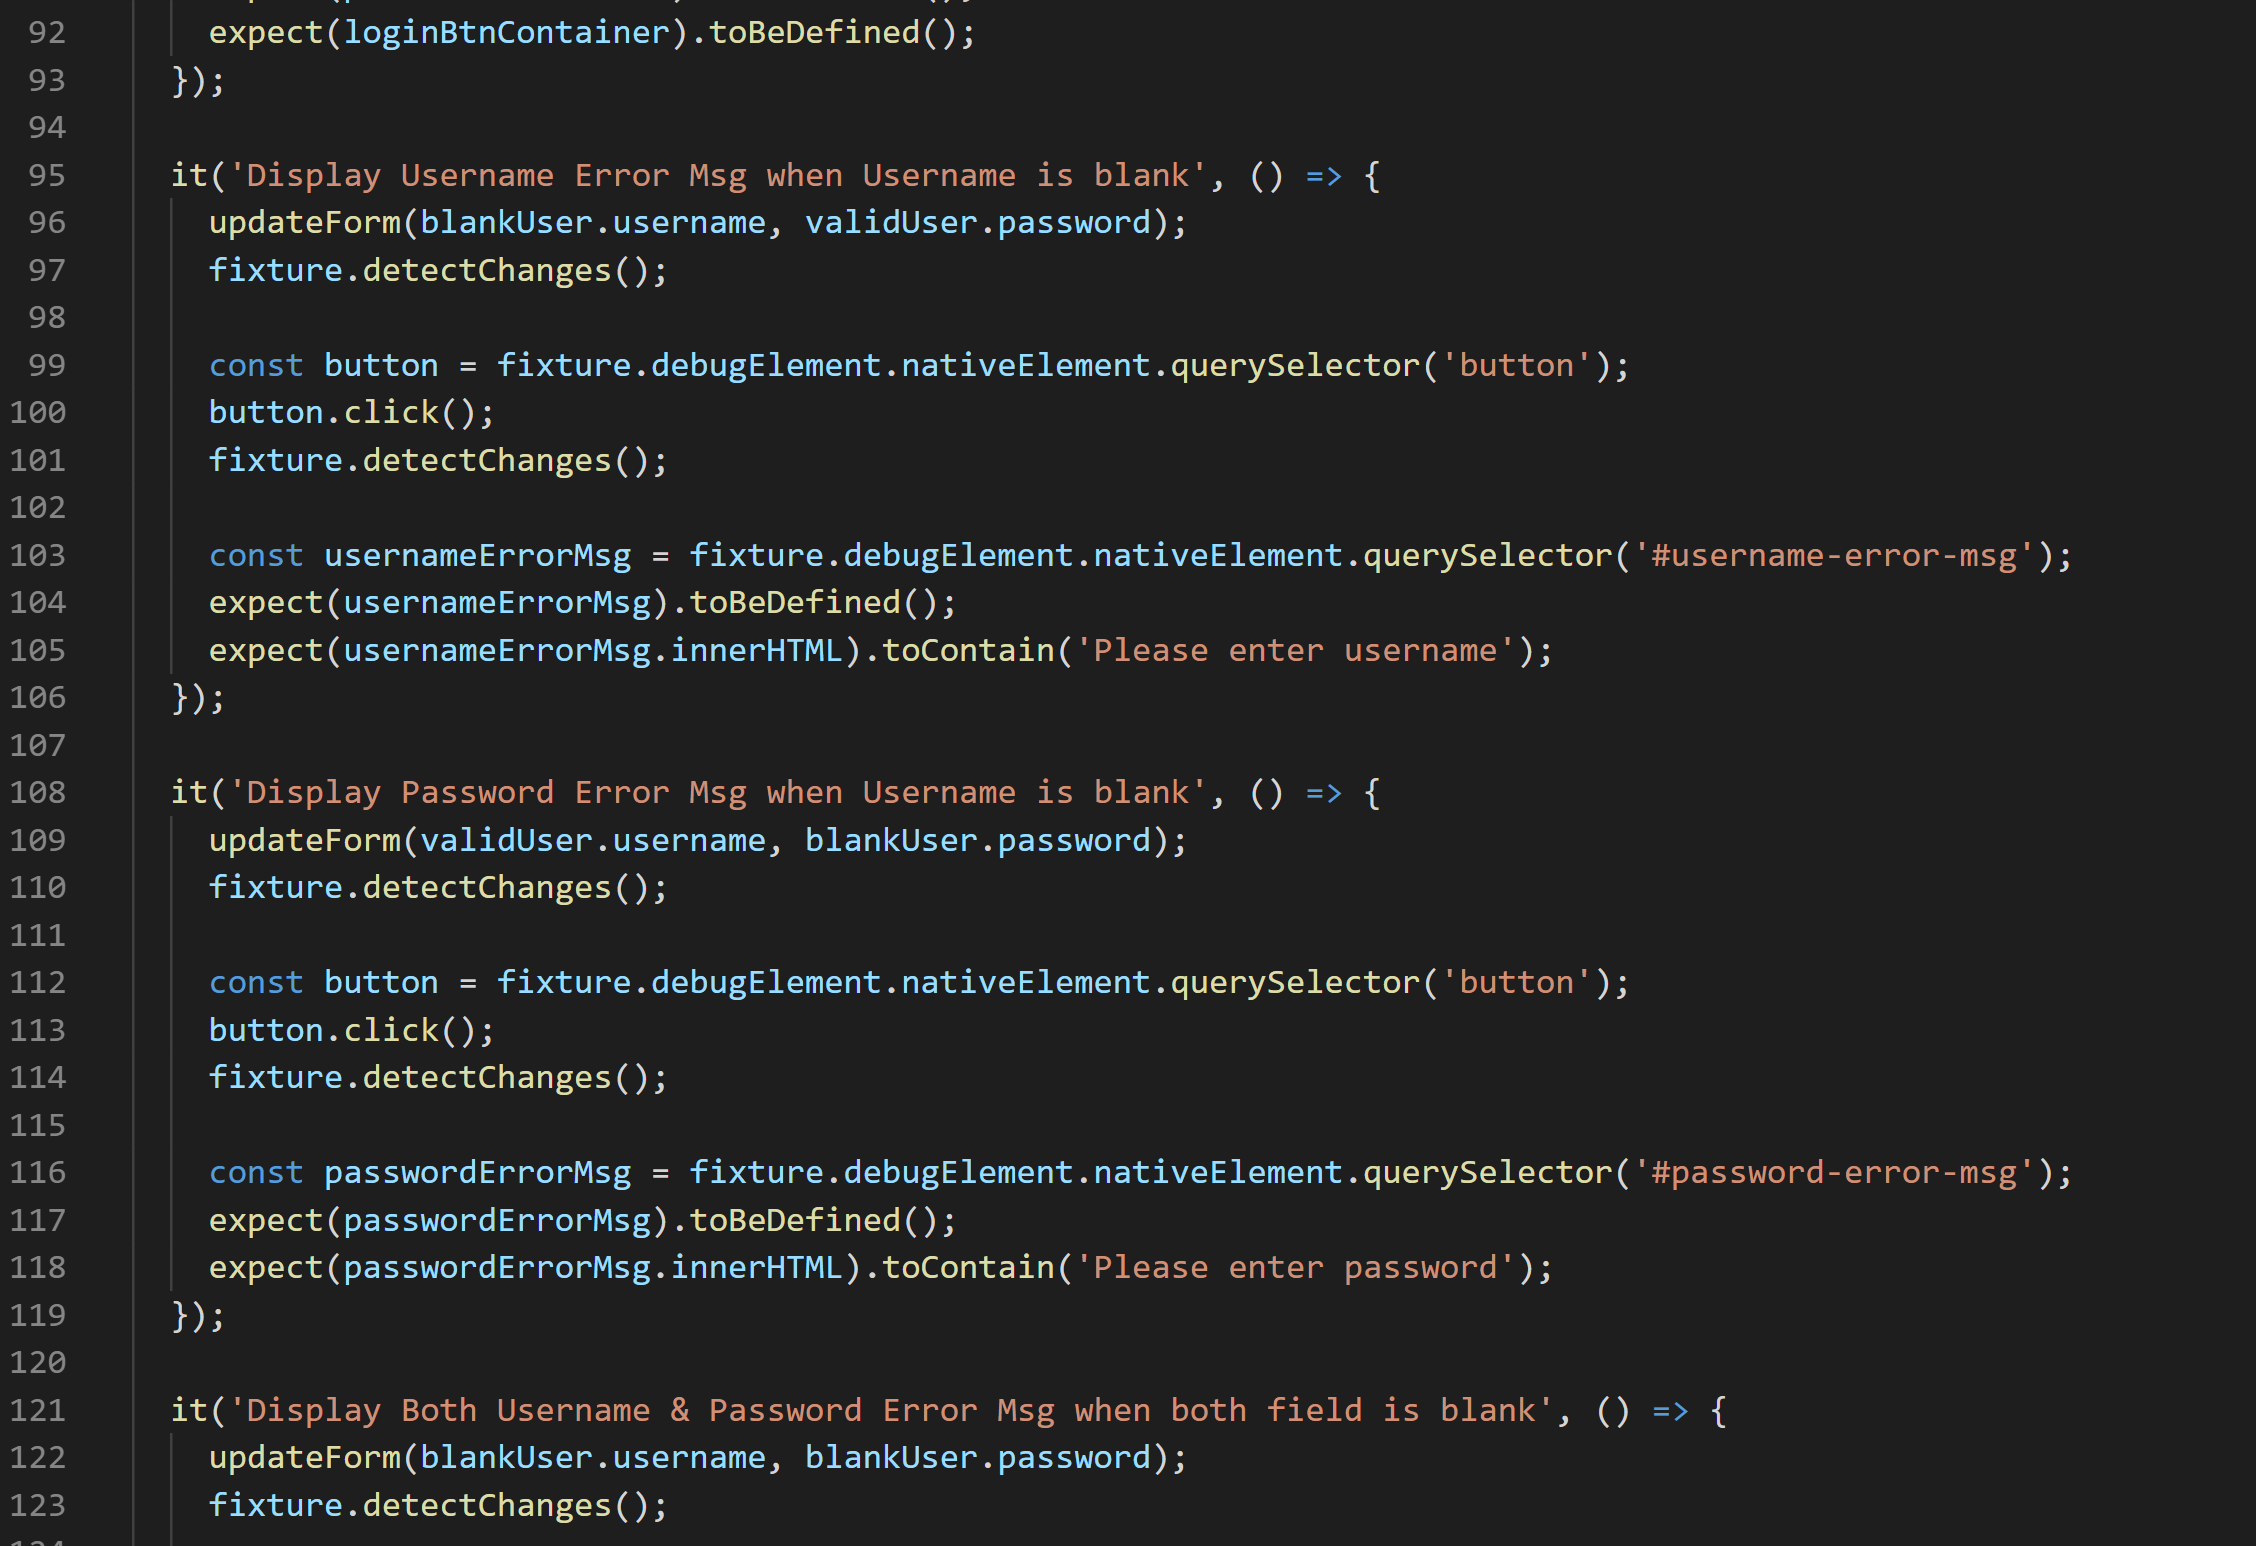 92 expect(loginBtnContainer).toBeDefined();
93 });
94
95 it('Display Username Error Msg when Username is blank', () => {
96 updateForm(blankUser.username, validUser.password);
97 fixture.detectChanges();
98
99 const button = fixture.debugElement.nativeElement.querySelector('button');
100 button.click();
101 fixture.detectChanges();
102
103 const usernameErrorMsg = fixture.debugElement.nativeElement.querySelector('#username-error-msg');
104 expect(usernameErrorMsg).toBeDefined();
105 expect(usernameErrorMsg.innerHTML).toContain('Please enter username');
106 });
107
108 it('Display Password Error Msg when Username is blank', () => {
109 updateForm(validUser.username, blankUser.password);
110 fixture.detectChanges();
111
112 const button = fixture.debugElement.nativeElement.querySelector('button');
113 button.click();
114 fixture.detectChanges();
115
116 const passwordErrorMsg = fixture.debugElement.nativeElement.querySelector('#password-error-msg');
117 expect(passwordErrorMsg).toBeDefined();
118 expect(passwordErrorMsg.innerHTML).toContain('Please enter password');
119 });
120
121 it('Display Both Username & Password Error Msg when both field is blank', () => {
122 updateForm(blankUser.username, blankUser.password);
123 fixture.detectChanges();